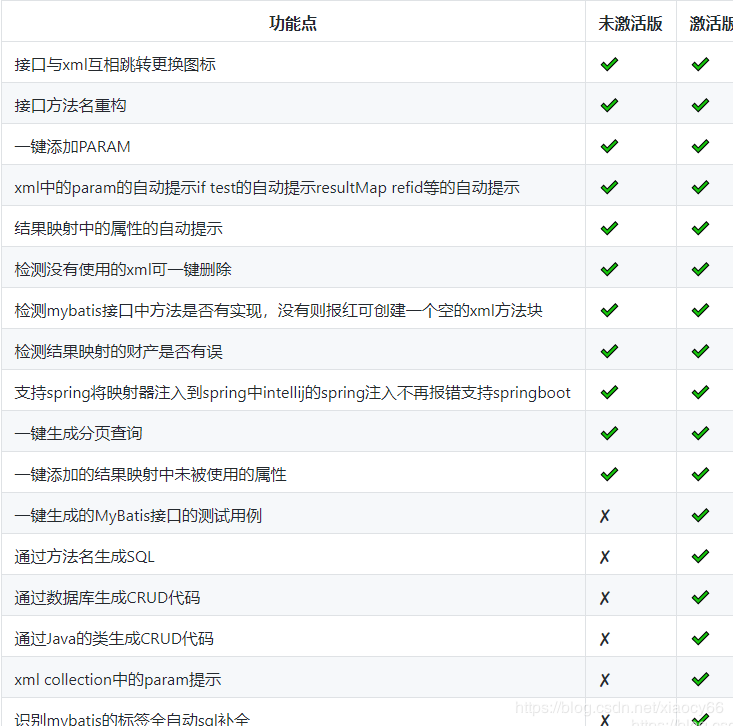 功能点 未激活版 激活版
接口与xml互相跳转更换图标 ✔ ✔
接口方法名重构 ✔ ✔
一键添加PARAM ✔ ✔
xml中的param的自动提示if test的自动提示resultMap refid等的自动提示 ✔ ✔
结果映射中的属性的自动提示 ✔ ✔
检测没有使用的xml可一键删除 ✔ ✔
检测mybatis接口中方法是否有实现，没有则报红可创建一个空的xml方法块 ✔ ✔
检测结果映射的财产是否有误 ✔ ✔
支持spring将映射器注入到spring中intellij的spring注入不再报错支持springboot ✔ ✔
一键生成分页查询 ✔ ✔
一键添加的结果映射中未被使用的属性 ✔ ✔
一键生成的MyBatis接口的测试用例 ✗ ✔
通过方法名生成SQL ✗ ✔
通过数据库生成CRUD代码 ✗ ✔
通过Java的类生成CRUD代码 ✗ ✔
xml collection中的param提示 ✗ ✔
识别mybatis的标签全自动sql补全 ✗ ✔
https://blog.csdn.net/xiaocy66